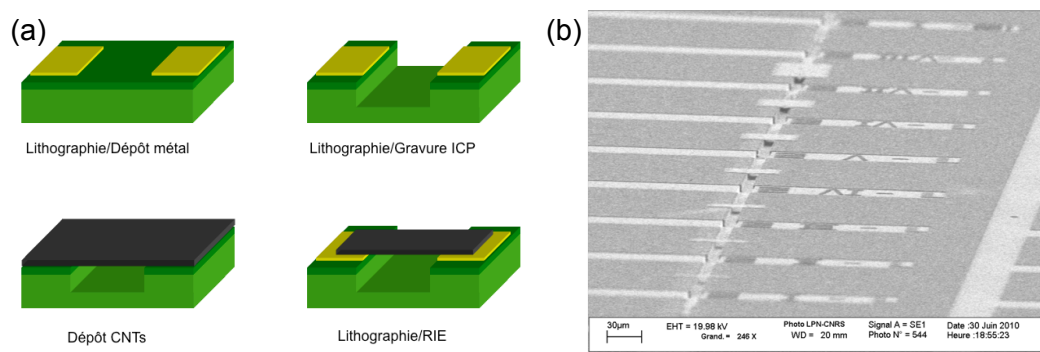 (a)
Lithographie/Dépôt métal
Lithographie/Gravure ICP
Dépôt CNTs
Lithographie/RIE
(b)
30µm
EHT = 19.98 kV
Grand. = 246 X
Photo LPN-CNRS
WD = 20 mm
Signal A = SE1
Photo N° = 544
Date :30 Juin 2010
Heure :18:55:23